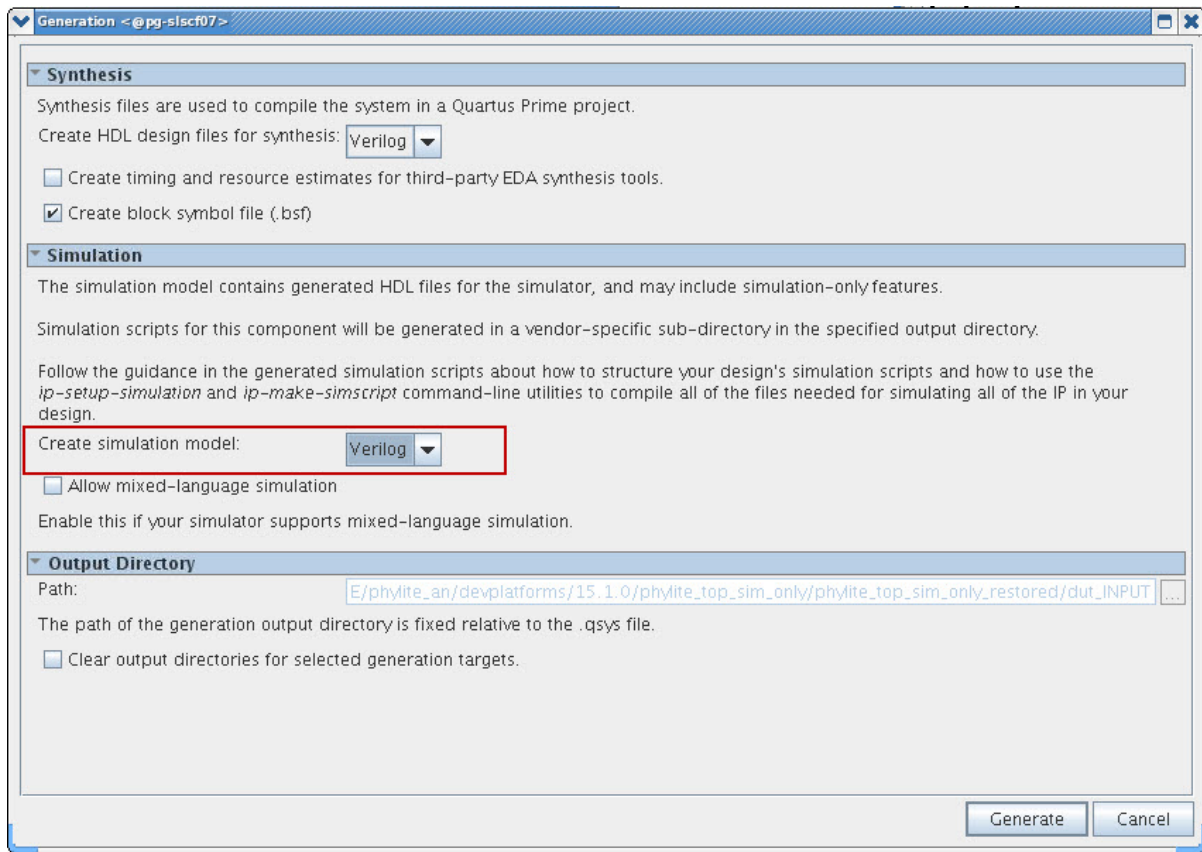 Generation <@pg-slscf07>
Synthesis
Synthesis files are used to compile the system in a Quartus Prime project.
Create HDL design files for synthesis: Verilog
Create timing and resource estimates for third-party EDA synthesis tools.
Create block symbol file (.bsf)
Simulation
The simulation model contains generated HDL files for the simulator, and may include simulation-only features.
Simulation scripts for this component will be generated in a vendor-specific sub-directory in the specified output directory.
Follow the guidance in the generated simulation scripts about how to structure your design's simulation scripts and how to use the
ip-setup-simulation and ip-make-simscript command-line utilities to compile all of the files needed for simulating all of the IP in your
design.
Create simulation model: Verilog
Allow mixed-language simulation
Enable this if your simulator supports mixed-language simulation.
Output Directory
Path: E/phylite_an/devplatforms/15.1.0/phylite_top_sim_only/phylite_top_sim_only_restored/dut_INPUT ...
The path of the generation output directory is fixed relative to the .qsys file.
Clear output directories for selected generation targets.
Generate Cancel